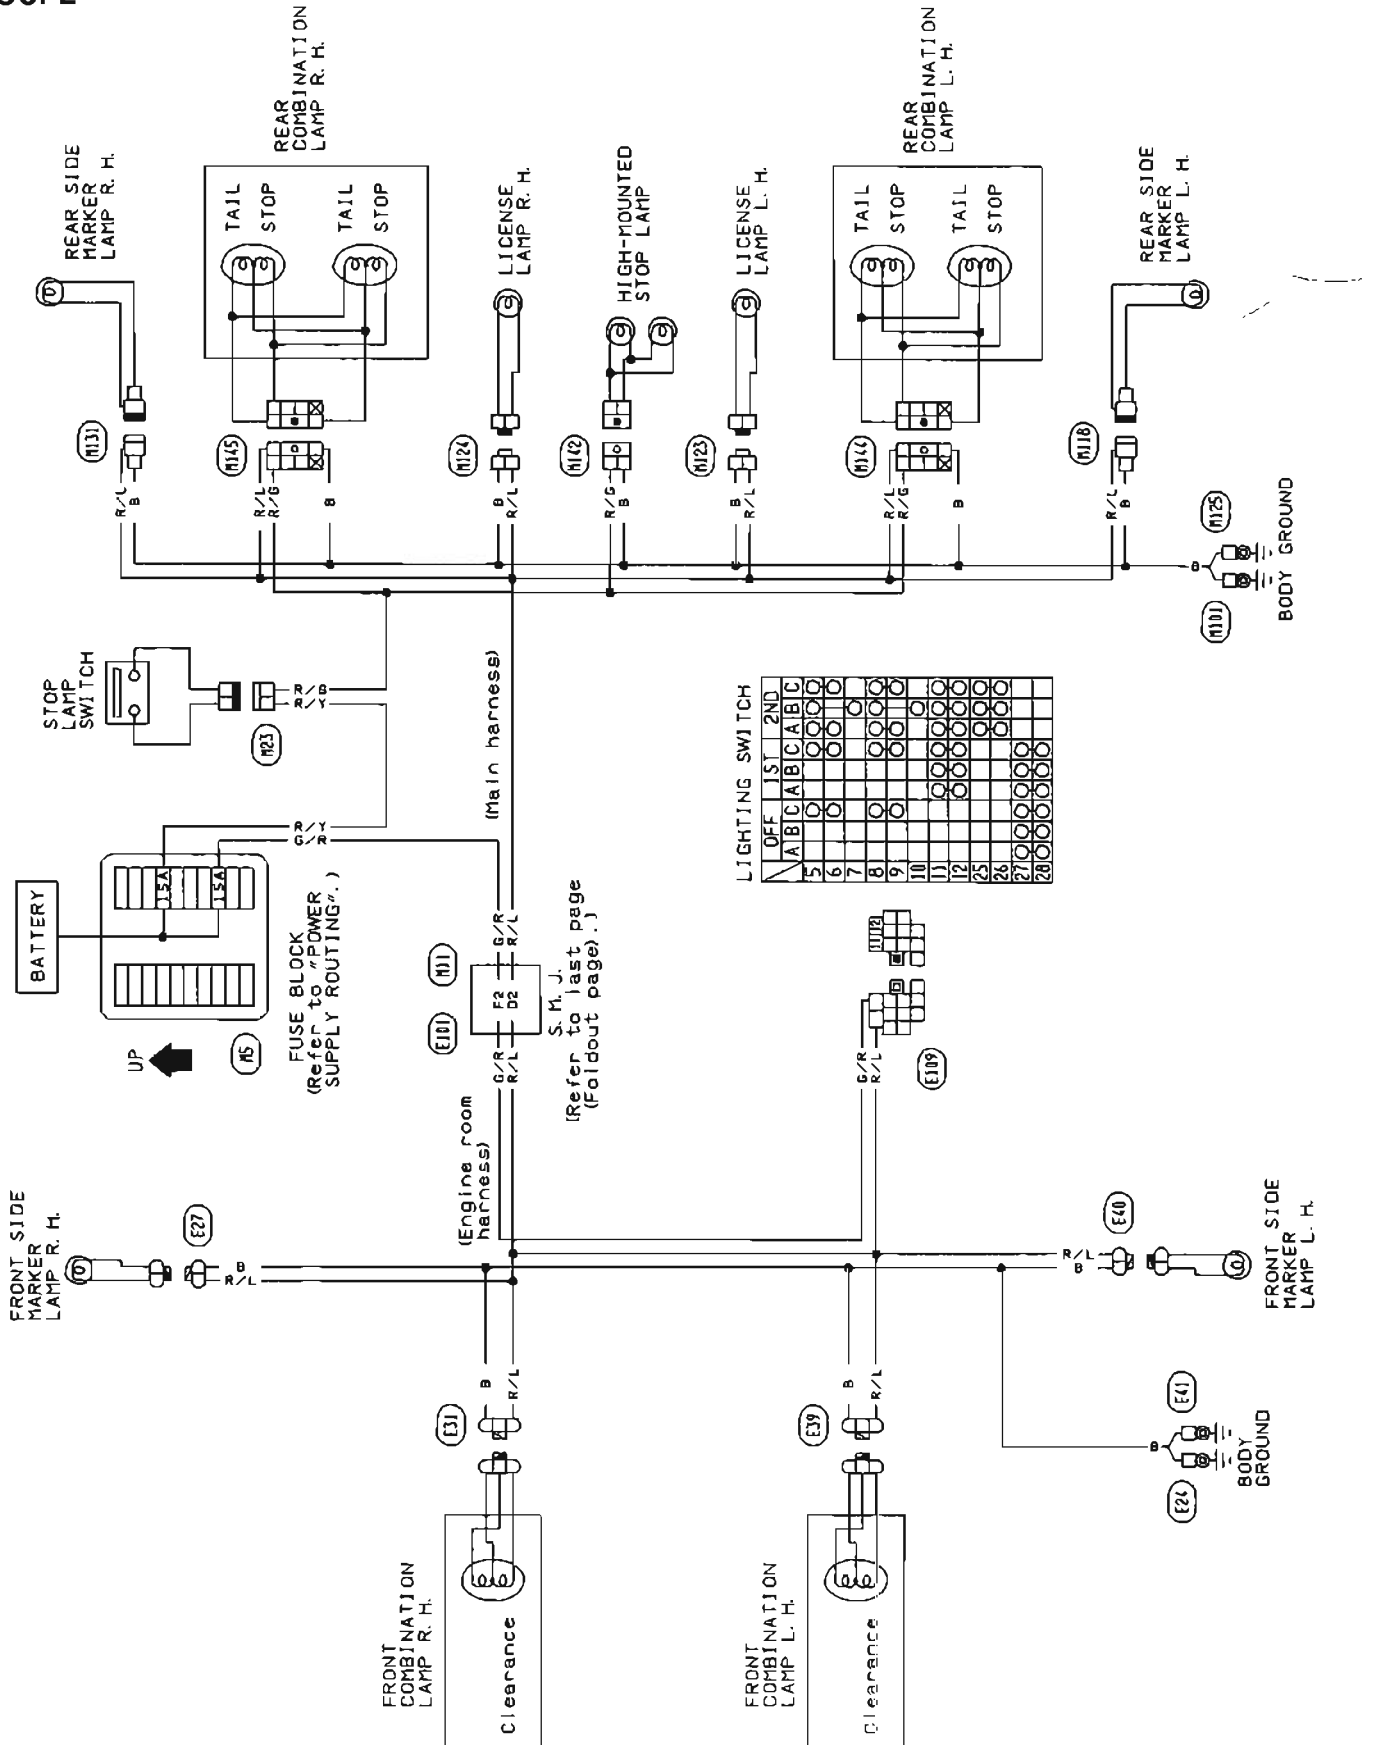 REAR SIDE
MARKER
LAMP R. H.
REAR
COMBINATION
LAMP R. H.
TAIL
STOP
TAIL
STOP
LICENSE
LAMP R. H.
HIGH-MOUNTED
STOP LAMP
LICENSE
LAMP L. H.
REAR
COMBINATION
LAMP L. H.
TAIL
STOP
TAIL
STOP
REAR SIDE
MARKER
LAMP L. H.
M131
M145
M124
M142
M123
M144
M118
R/L
B
R/L
R/G
B
B
R/L
R/G
B
B
R/L
R/L
R/G
B
R/L
B
M125
M101
B
BODY GROUND
STOP
LAMP
SWITCH
R/G
R/Y
M23
(Main harness)
BATTERY
15A
15A
R/Y
G/R
UP
M5
FUSE BLOCK
(Refer to "POWER
SUPPLY ROUTING".)
M11
E101
G/R
R/L
F2
D2
G/R
R/L
S. M. J.
[Refer to last page
(Foldout page).]
LIGHTING SWITCH
OFF 1ST 2ND
A B C A B C A B C
5
6
7
8
9
10
11
12
25
26
27
28
11 12
G/R
R/L
E109
(Engine room
harness)
FRONT SIDE
MARKER
LAMP R. H.
E27
B
R/L
R/L
B
E40
FRONT SIDE
MARKER
LAMP L. H.
B
R/L
E31
B
R/L
E39
E41
E24
B
BODY
GROUND
FRONT
COMBINATION
LAMP R. H.
Clearance
FRONT
COMBINATION
LAMP L. H.
Clearance